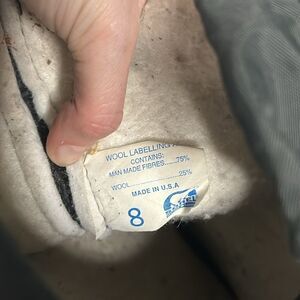 WOOL LABELLING
CONTAINS:
MAN MADE FIBRES......75%
WOOL..................25%
MADE IN U.S.A
8